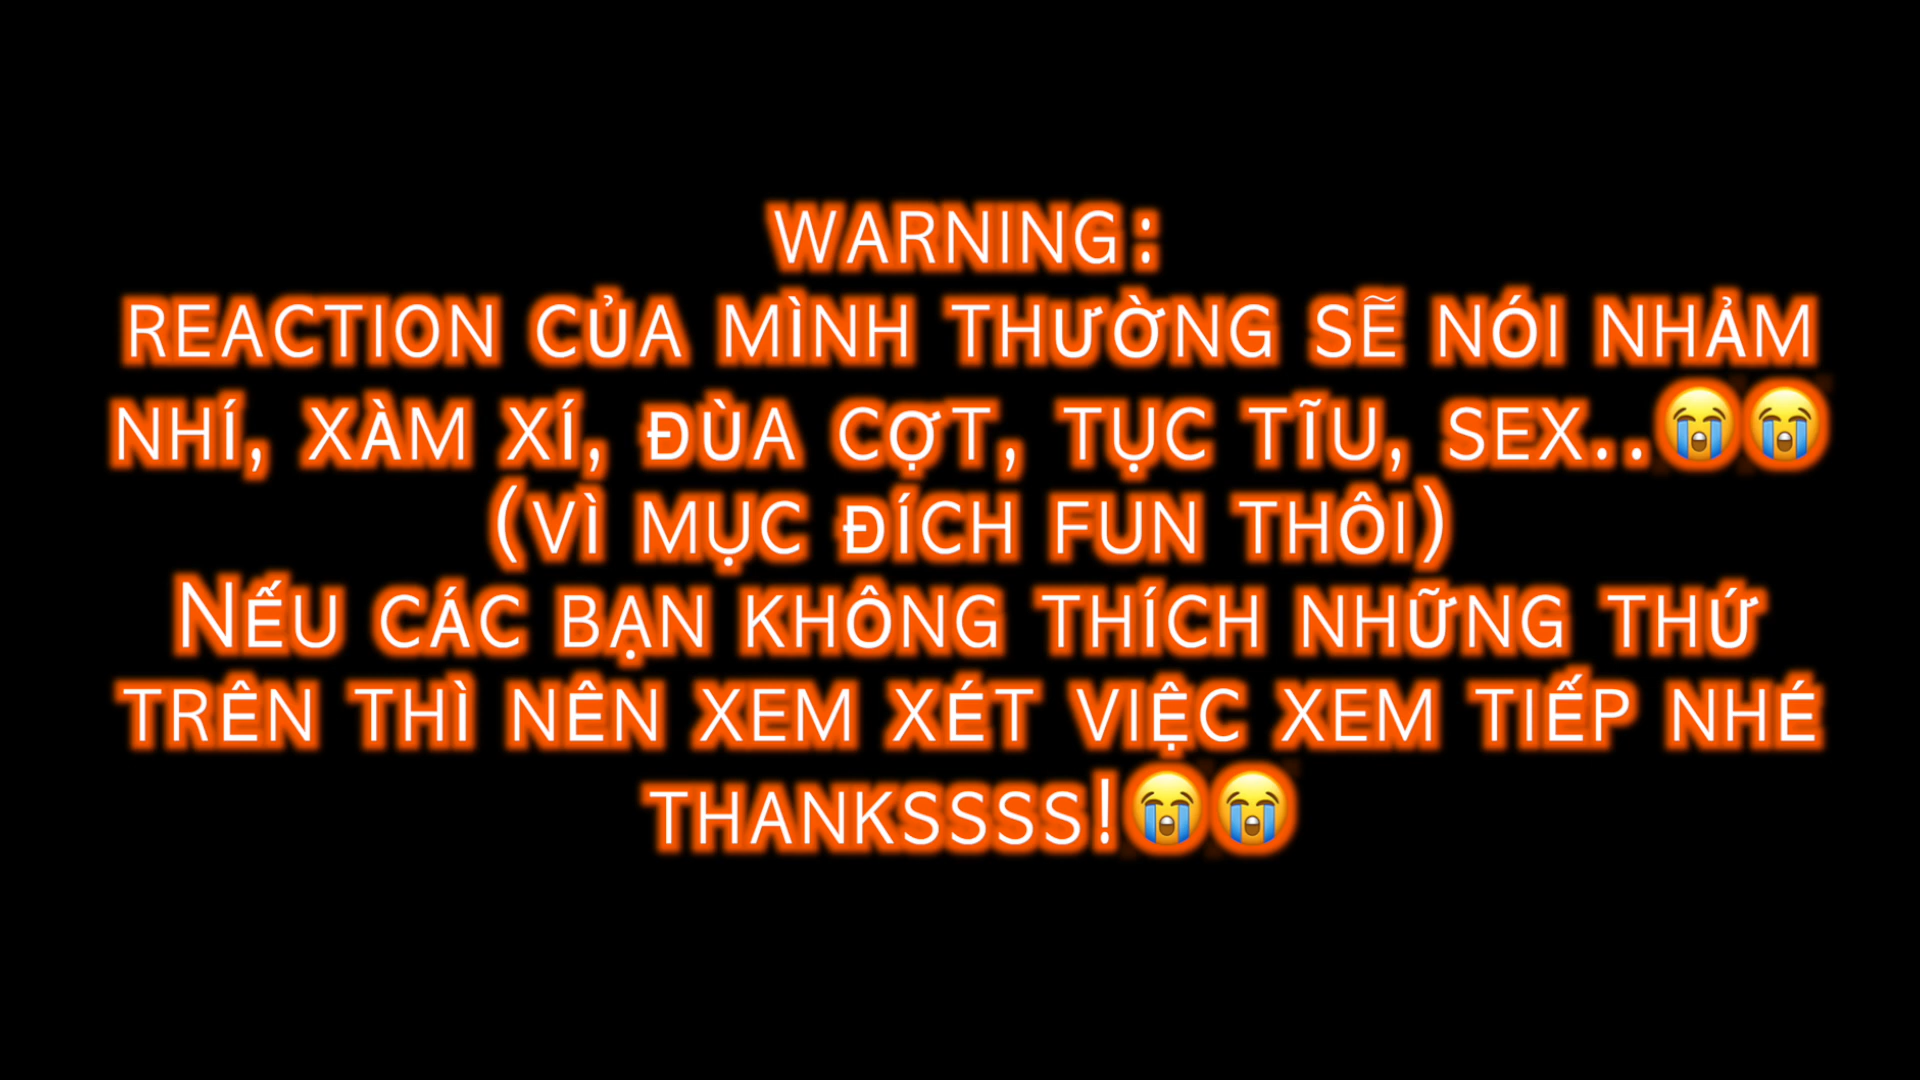 WARNING:
REACTION CỦA MÌNH THƯỜNG SẼ NÓI NHẢM
NHÍ, XÀM XÍ, ĐÙA CỢT, TỤC TĨU, SEX..😭😭
(VÌ MỤC ĐÍCH FUN THÔI)
NẾU CÁC BẠN KHÔNG THÍCH NHỮNG THỨ
TRÊN THÌ NÊN XEM XÉT VIỆC XEM TIẾP NHÉ
THANKSSSS!😭😭